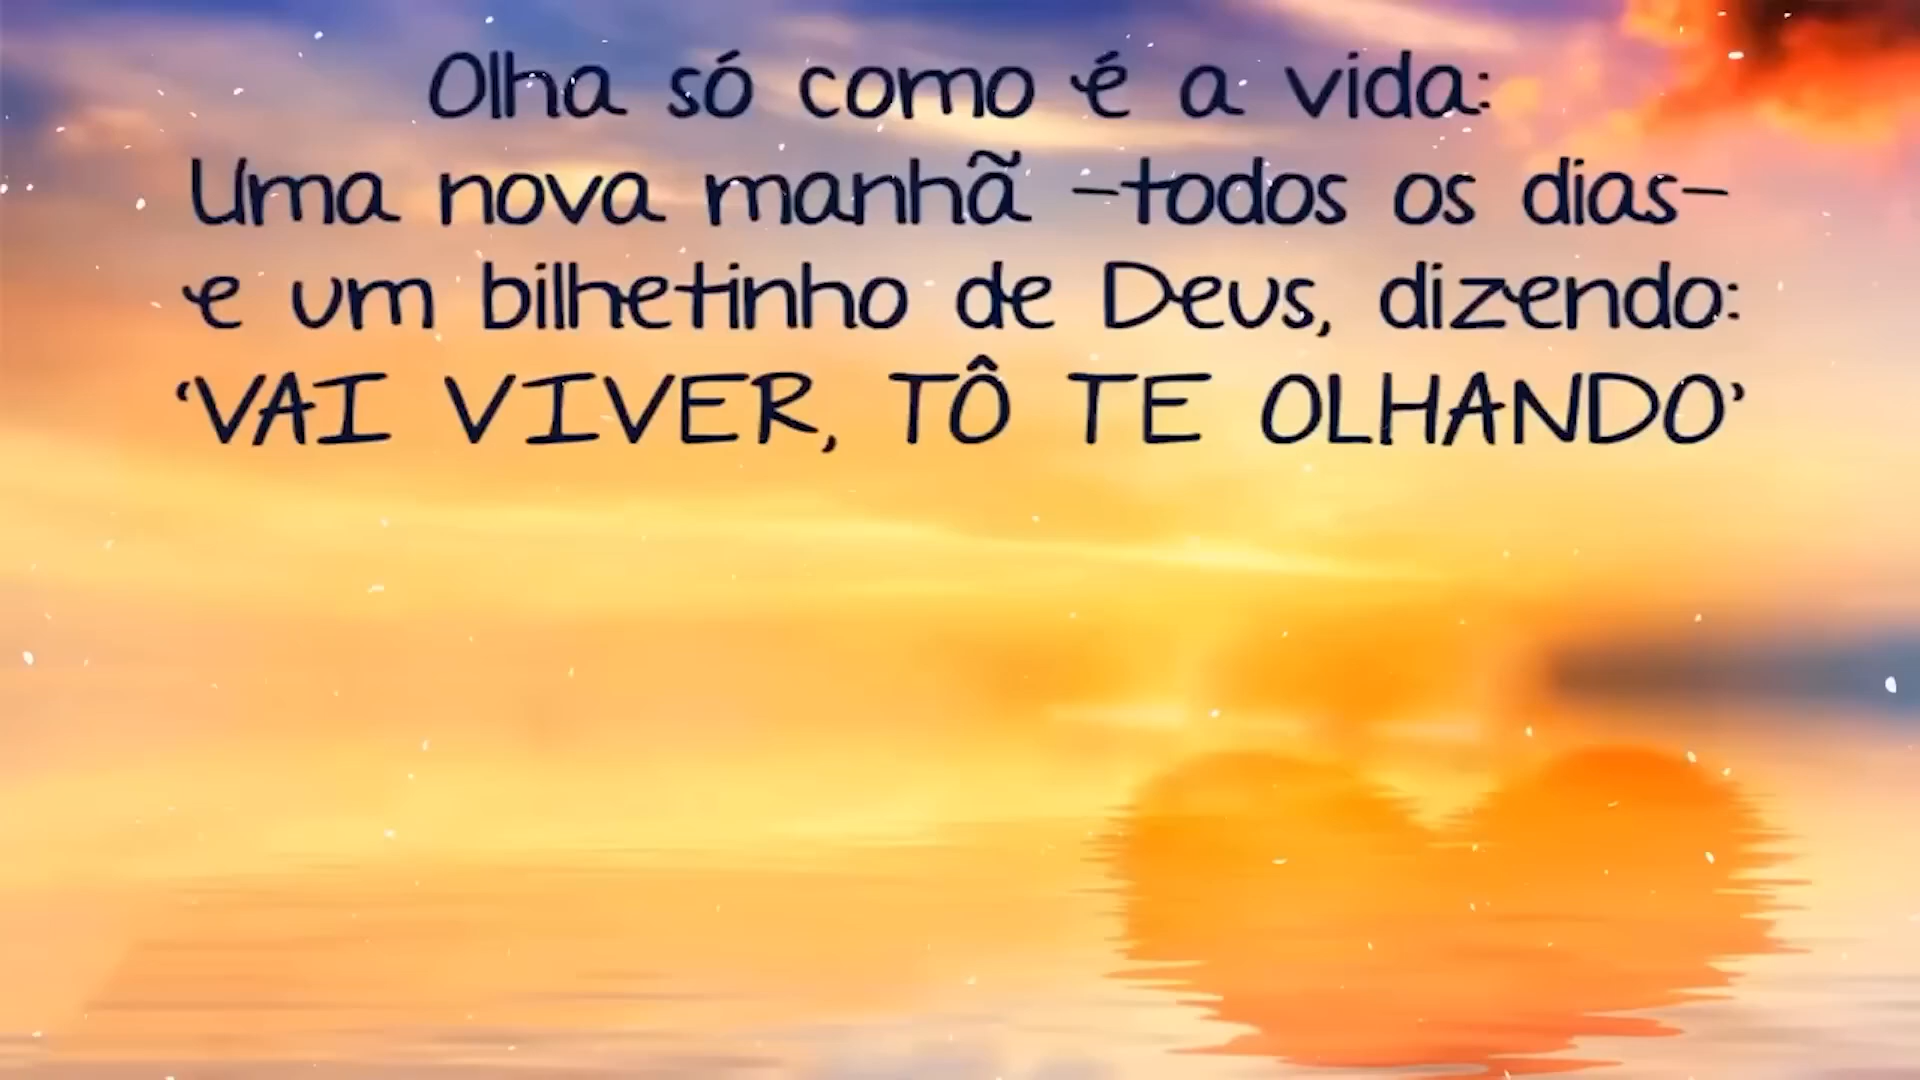 Olha só como é a vida:
Uma nova manhã -todos os dias-
e um bilhetinho de Deus, dizendo:
‘VAI VIVER, TÔ TE OLHANDO’